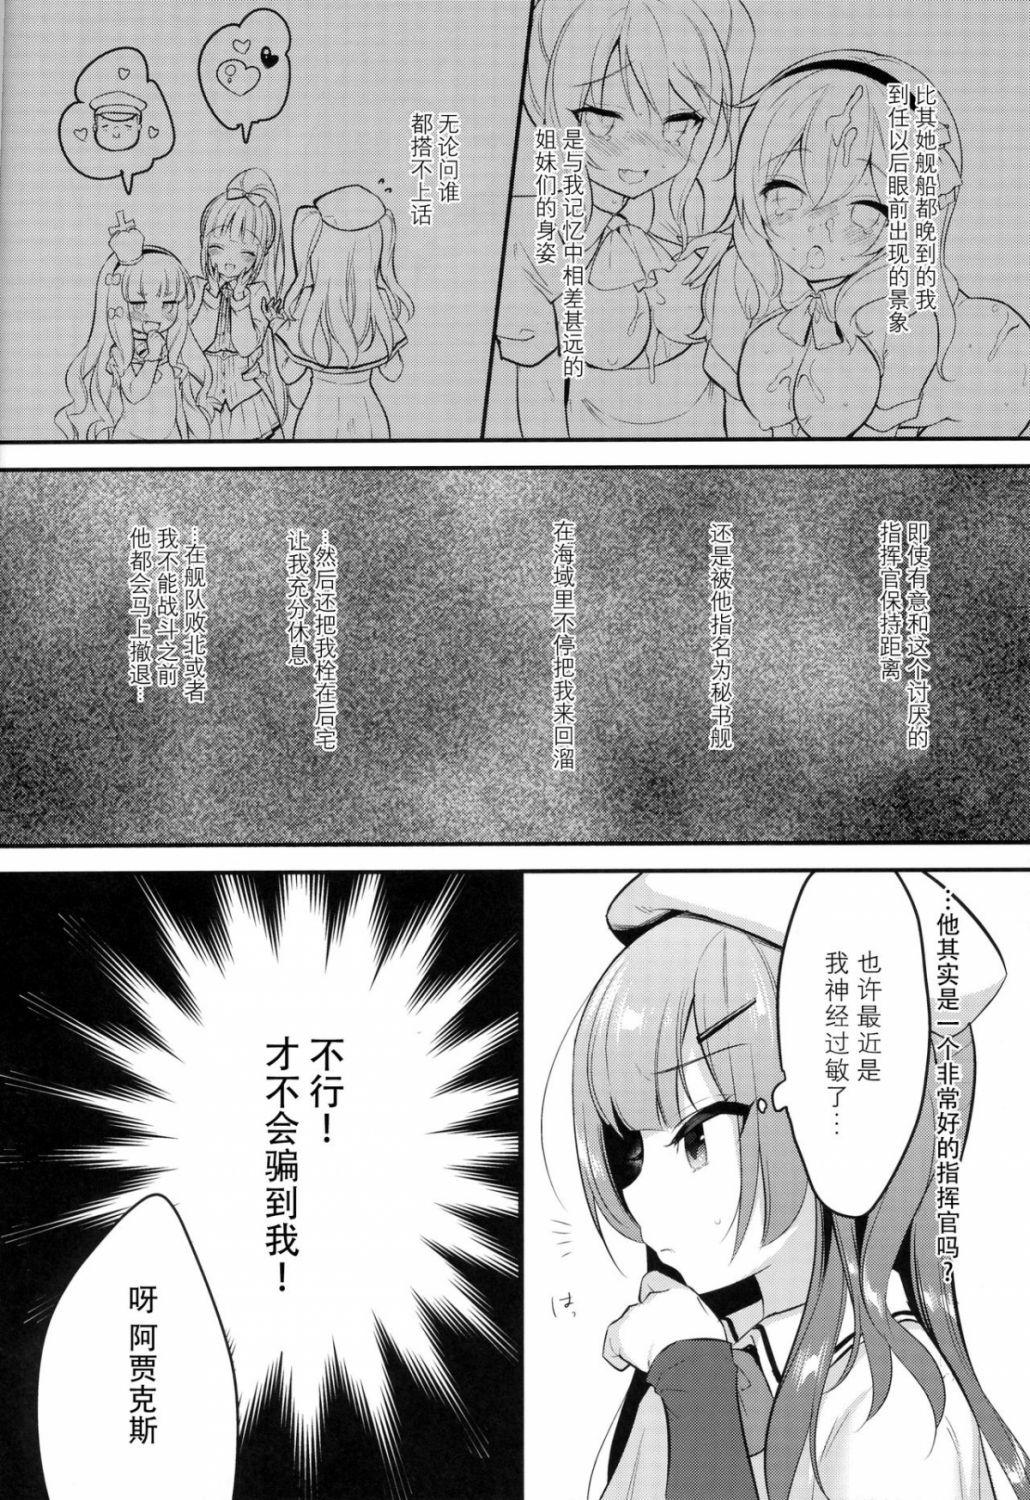 比其她舰船都晚到的我
到任以后眼前出现的景象
是与我记忆中相差甚远的
姐妹们的身姿
无论问谁
都搭不上话
即使有意和这个讨厌的
指挥官保持距离
还是被他指名为秘书舰
在海域里不停把我来回溜
…然后还把我栓在后宅
让我充分休息
…在舰队败北或者
我不能战斗之前
他都会马上撤退…
…他其实是一个非常好的指挥官吗?
也许最近是
我神经过敏了…
はっ
不行!
才不会骗到我!
呀 阿贾克斯